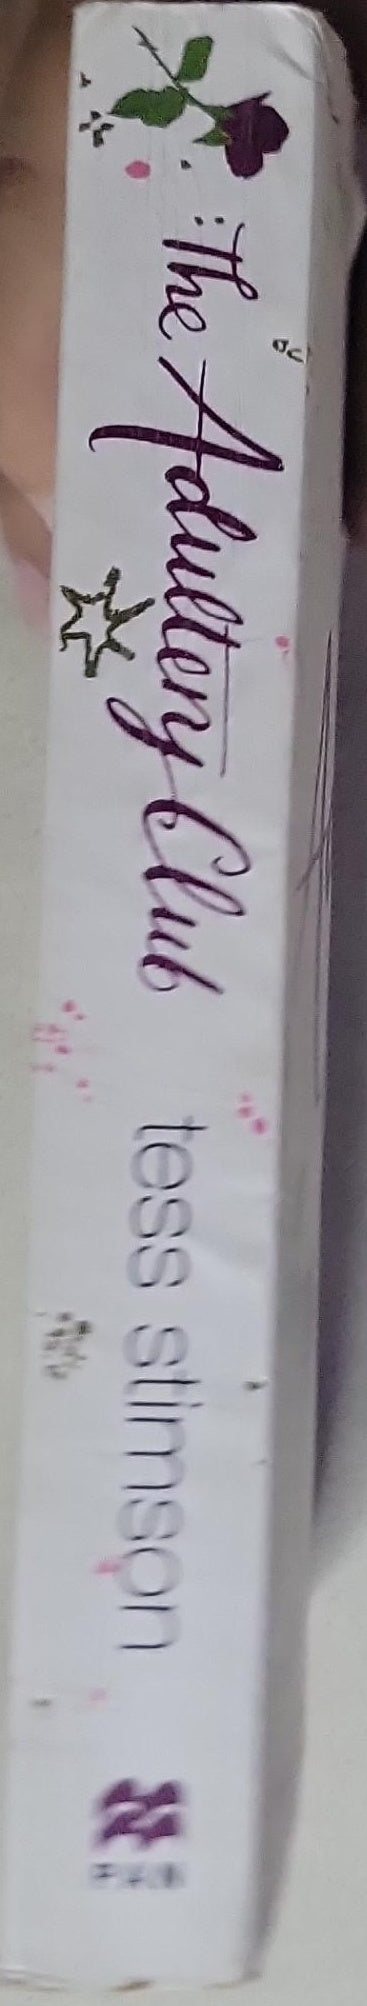 The Adultery Club
tess stimson
PAN